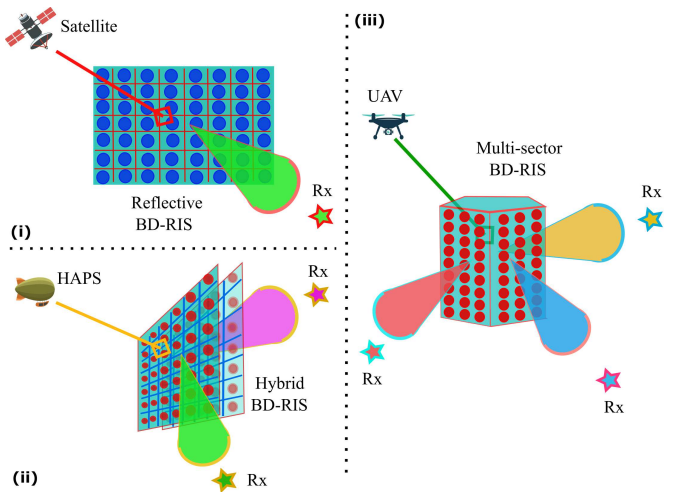 Satellite
Rx
Reflective
BD-RIS
(i)
HAPS
Rx
Hybrid
BD-RIS
Rx
(ii)
(iii)
UAV
Multi-sector
BD-RIS
Rx
Rx
Rx